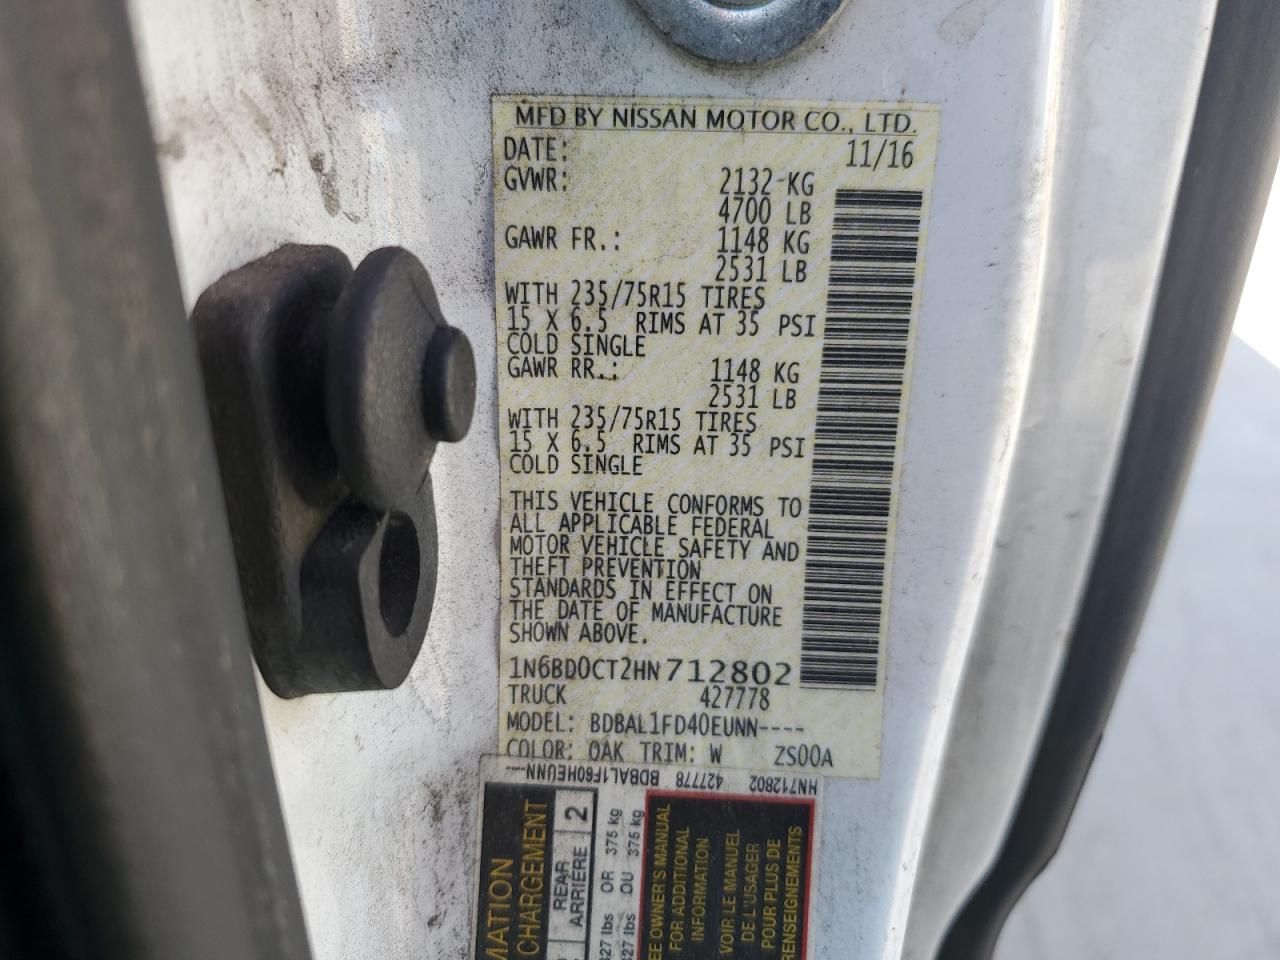 MFD BY NISSAN MOTOR CO., LTD.
DATE: 11/16
GVWR: 2132 KG
4700 LB
GAWR FR.: 1148 KG
2531 LB
WITH 235/75R15 TIRES
15 X 6.5 RIMS AT 35 PSI
COLD SINGLE
GAWR RR.: 1148 KG
2531 LB
WITH 235/75R15 TIRES
15 X 6.5 RIMS AT 35 PSI
COLD SINGLE
THIS VEHICLE CONFORMS TO
ALL APPLICABLE FEDERAL
MOTOR VEHICLE SAFETY AND
THEFT PREVENTION
STANDARDS IN EFFECT ON
THE DATE OF MANUFACTURE
SHOWN ABOVE.
1N6BD0CT2HN712802
TRUCK 427778
MODEL: BDBAL1FD40EUNN----
COLOR: QAK TRIM: W ZS00A
HN712802 427778 BDBAL1F60HEUNN----
CHARGEMENT
REAR 2
ARRIÈRE
OR 375 kg
OU 375 kg
OWNER'S MANUAL
FOR ADDITIONAL
INFORMATION
VOIR LE MANUEL
DE L'USAGER
POUR PLUS DE
RENSEIGNEMENTS